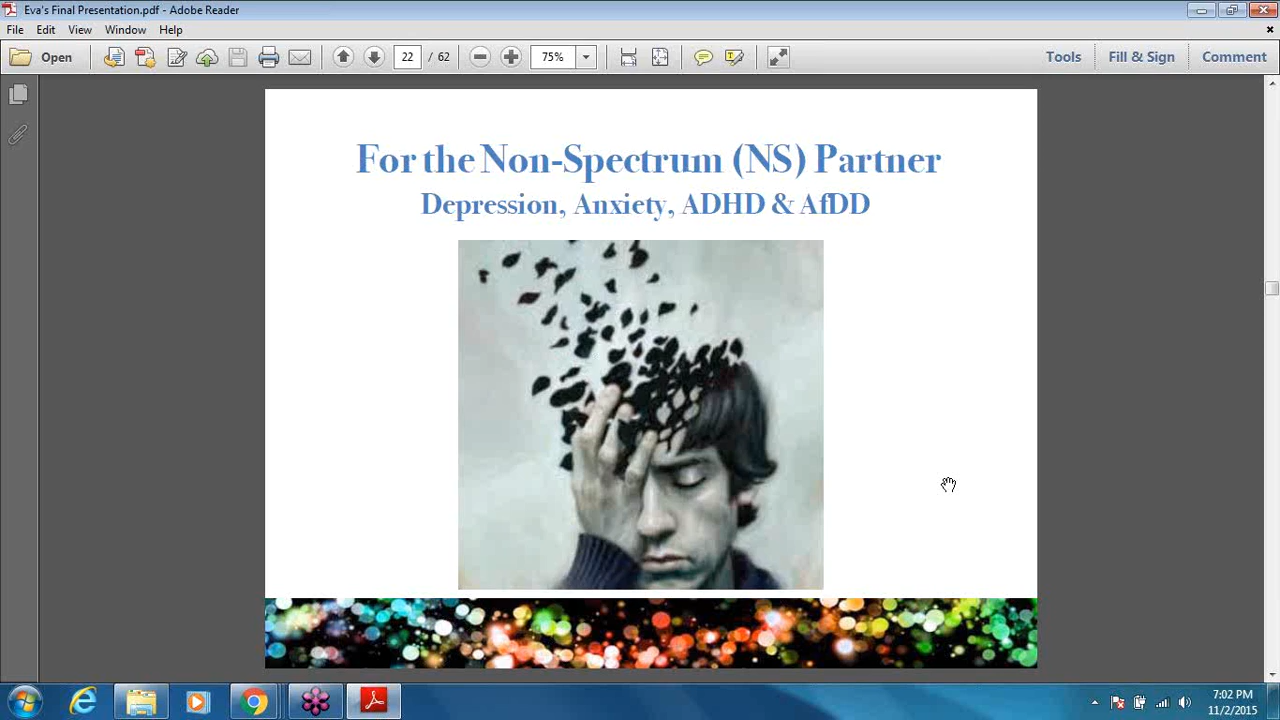 Eva's Final Presentation.pdf - Adobe Reader
File Edit View Window Help
Open 22 / 62 75% Tools Fill & Sign Comment
For the Non-Spectrum (NS) Partner
Depression, Anxiety, ADHD & AfDD
7:02 PM
11/2/2015